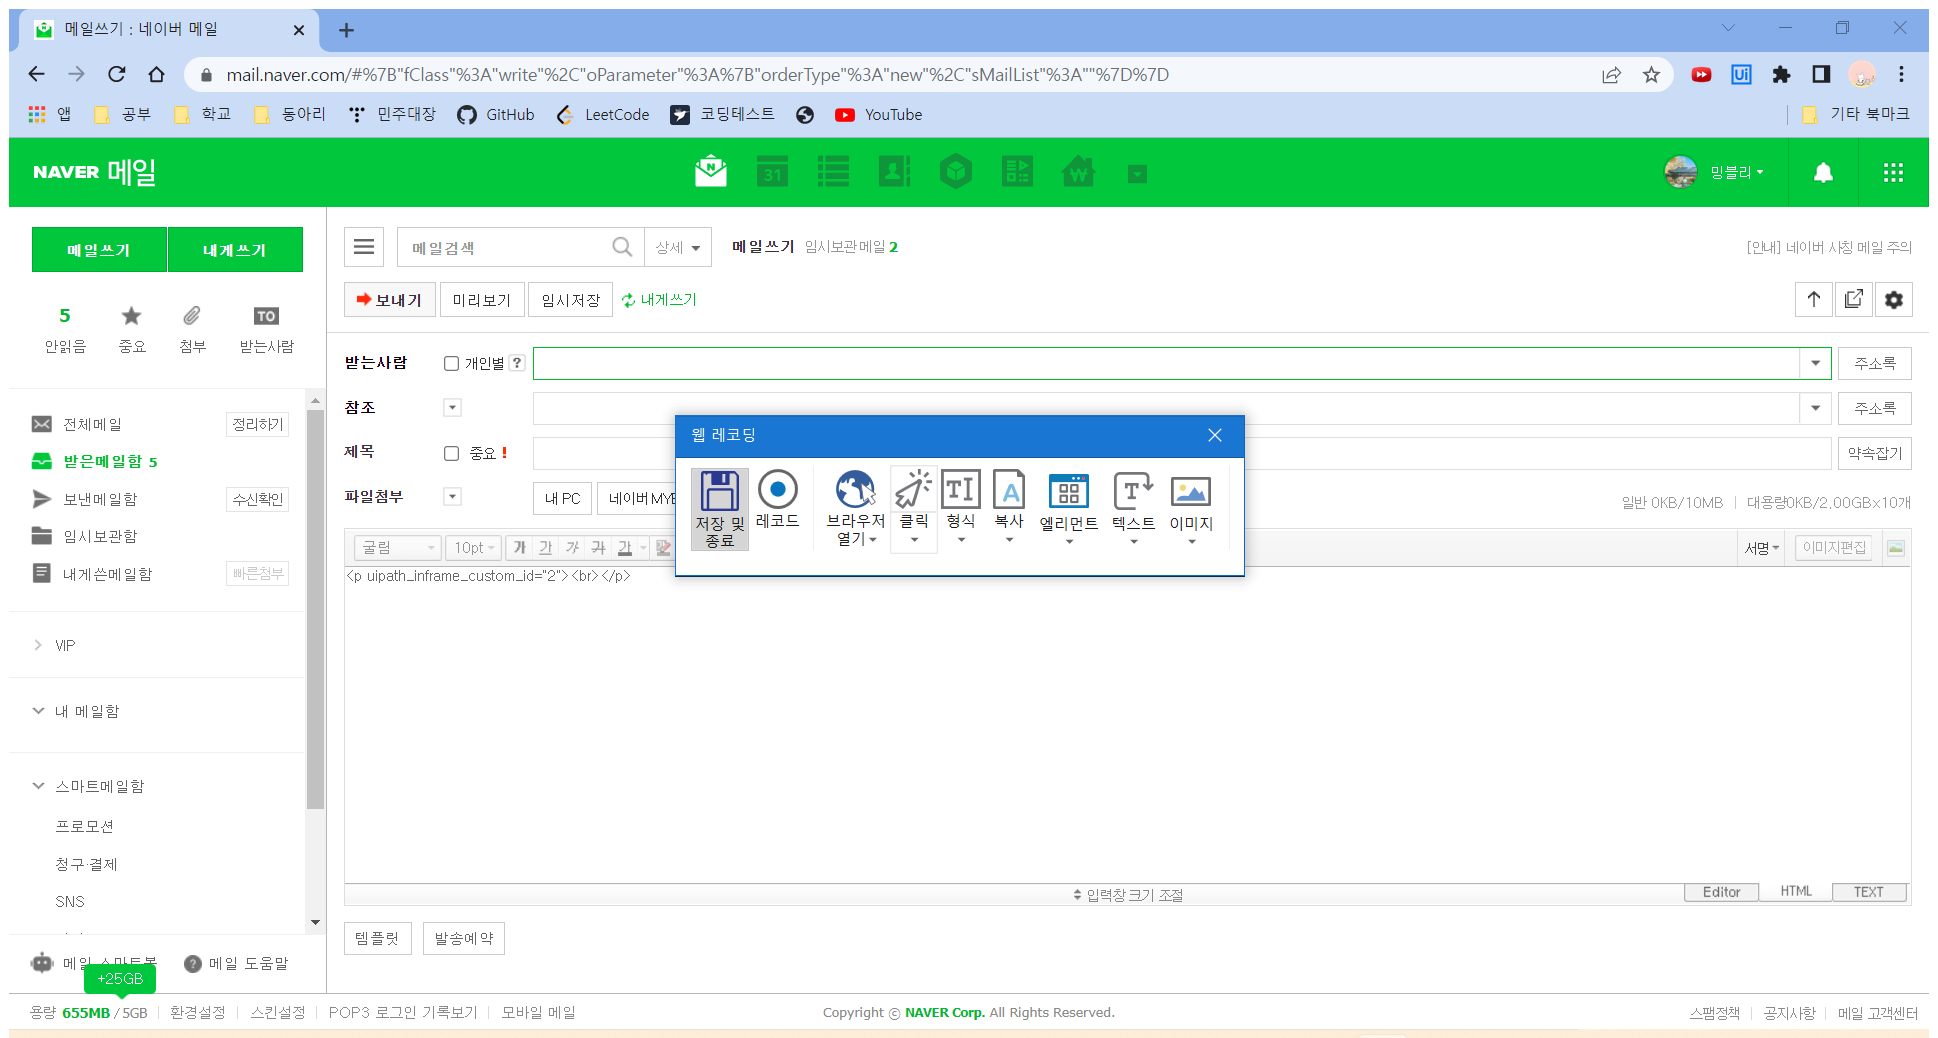 메일쓰기 : 네이버 메일
mail.naver.com/#%7B"fClass"%3A"write"%2C"oParameter"%3A%7B"orderType"%3A"new"%2C"sMailList"%3A""%7D%7D
앱 공부 학교 동아리 민주대장 GitHub LeetCode 코딩테스트 YouTube 기타 북마크
NAVER 메일 31 밍블리
메일쓰기 내게쓰기
메일검색 상세 메일쓰기 임시보관메일 2 [안내] 네이버 사칭 메일 주의
보내기 미리보기 임시저장 내게쓰기
5 TO
안읽음 중요 첨부 받는사람
받는사람 개인별 ? 주소록
참조 주소록
제목 중요 ! 약속잡기
파일첨부 내 PC 네이버 MYB 일반 0KB/10MB 대용량0KB/2.00GB×10개
전체메일 정리하기
받은메일함 5
보낸메일함 수신확인
임시보관함
내게쓴메일함 빠른첨부
VIP
내 메일함
스마트메일함
프로모션
청구·결제
SNS
웹 레코딩
저장 및 종료 레코드 브라우저 열기 클릭 형식 복사 엘리먼트 텍스트 이미지
굴림 10pt 가 가 가 가 가 서명 이미지편집
<p uipath_inframe_custom_id="2"><br></p>
입력창 크기 조절 Editor HTML TEXT
템플릿 발송예약
메일 스마트봇 메일 도움말
+25GB
용량 655MB / 5GB 환경설정 스킨설정 POP3 로그인 기록보기 모바일 메일
Copyright © NAVER Corp. All Rights Reserved.
스팸정책 공지사항 메일 고객센터